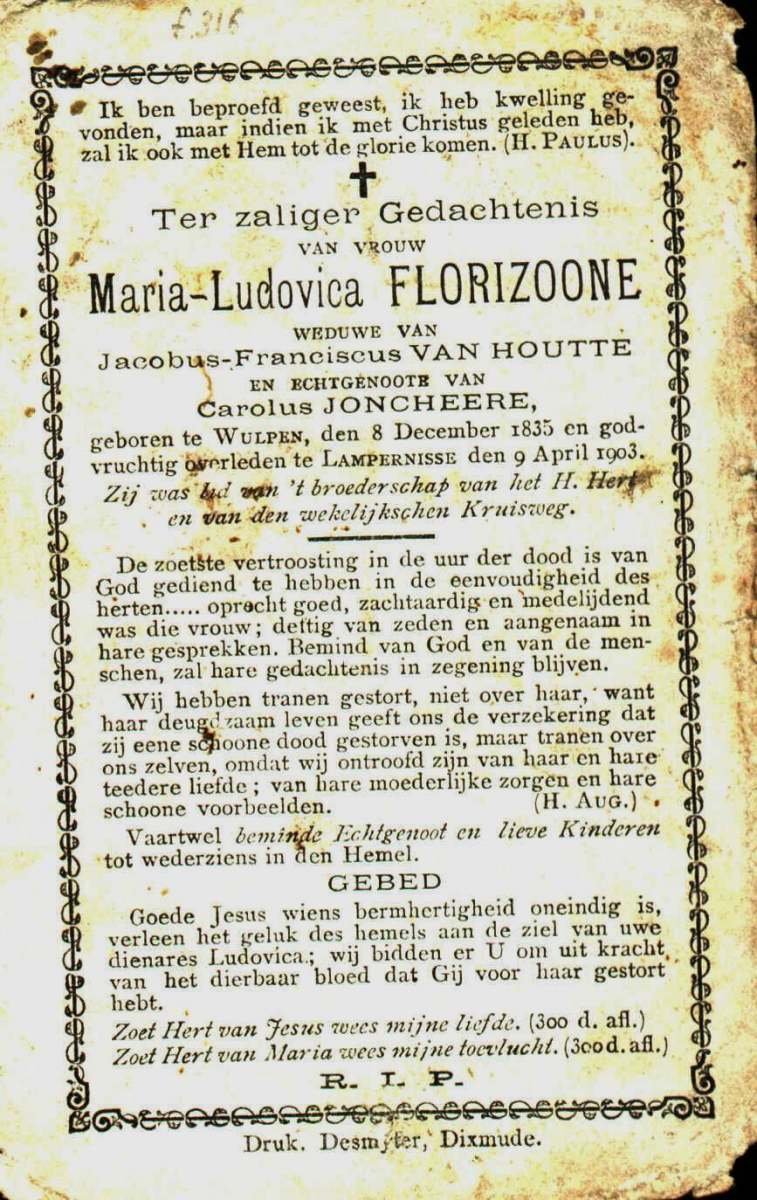 f. 316
Ik ben beproefd geweest, ik heb kwelling ge-
vonden, maar indien ik met Christus geleden heb,
zal ik ook met Hem tot de glorie komen. (H. PAULUS).
Ter zaliger Gedachtenis
VAN VROUW
Maria-Ludovica FLORIZOONE
WEDUWE VAN
Jacobus-Franciscus VAN HOUTTE
EN ECHTGENOOTE VAN
Carolus JONCHEERE,
geboren te WULPEN, den 8 December 1835 en god-
vruchtig overleden te LAMPERNISSE den 9 April 1903.
Zij was lid van 't broederschap van het H. Hert
en van den wekelijkschen Kruisweg.
De zoetste vertroosting in de uur der dood is van
God gediend te hebben in de eenvoudigheid des
herten..... oprecht goed, zachtaardig en medelijdend
was die vrouw; deftig van zeden en aangenaam in
hare gesprekken. Bemind van God en van de men-
schen, zal hare gedachtenis in zegening blijven.
Wij hebben tranen gestort, niet over haar, want
haar deugdzaam leven geeft ons de verzekering dat
zij eene schoone dood gestorven is, maar tranen over
ons zelven, omdat wij ontroofd zijn van haar en hare
teedere liefde; van hare moederlijke zorgen en hare
schoone voorbeelden. (H. AUG.)
Vaartwel beminde Echtgenoot en lieve Kinderen
tot wederziens in den Hemel.
GEBED
Goede Jesus wiens bermhertigheid oneindig is,
verleen het geluk des hemels aan de ziel van uwe
dienares Ludovica; wij bidden er U om uit kracht
van het dierbaar bloed dat Gij voor haar gestort
hebt.
Zoet Hert van Jesus wees mijne liefde. (300 d. afl.)
Zoet Hert van Maria wees mijne toevlucht. (300 d. afl.)
R. I. P.
Druk. Desmyter, Dixmude.